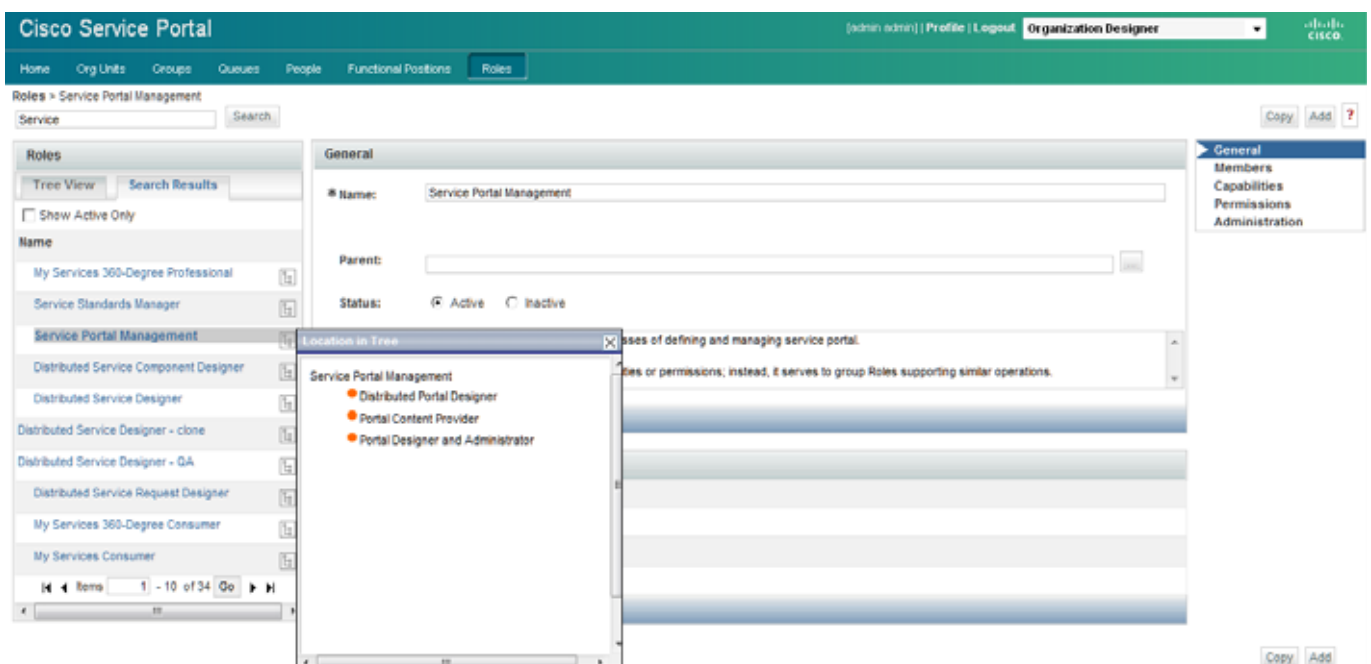 Cisco Service Portal
[admin admin] | Profile | Logout Organization Designer
cisco
Home Org Units Groups Queues People Functional Positions Roles
Roles > Service Portal Management
Service Search
Copy Add ?
Roles
Tree View Search Results
Show Active Only
Name
My Services 360-Degree Professional
Service Standards Manager
Service Portal Management
Distributed Service Component Designer
Distributed Service Designer
Distributed Service Designer - clone
Distributed Service Designer - QA
Distributed Service Request Designer
My Services 360-Degree Consumer
My Services Consumer
Items 1 - 10 of 34 Go
General
* Name: Service Portal Management
Parent: ...
Status: Active Inactive
sses of defining and managing service portal.
ties or permissions; instead, it serves to group Roles supporting similar operations.
Location in Tree
Service Portal Management
Distributed Portal Designer
Portal Content Provider
Portal Designer and Administrator
General
Members
Capabilities
Permissions
Administration
Copy Add